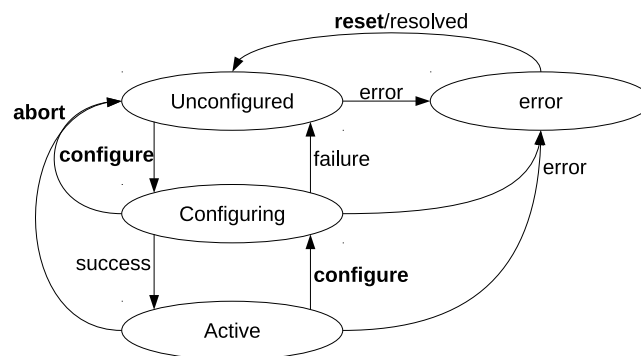 reset/resolved
Unconfigured
error
error
abort
configure
failure
Configuring
error
success
configure
Active